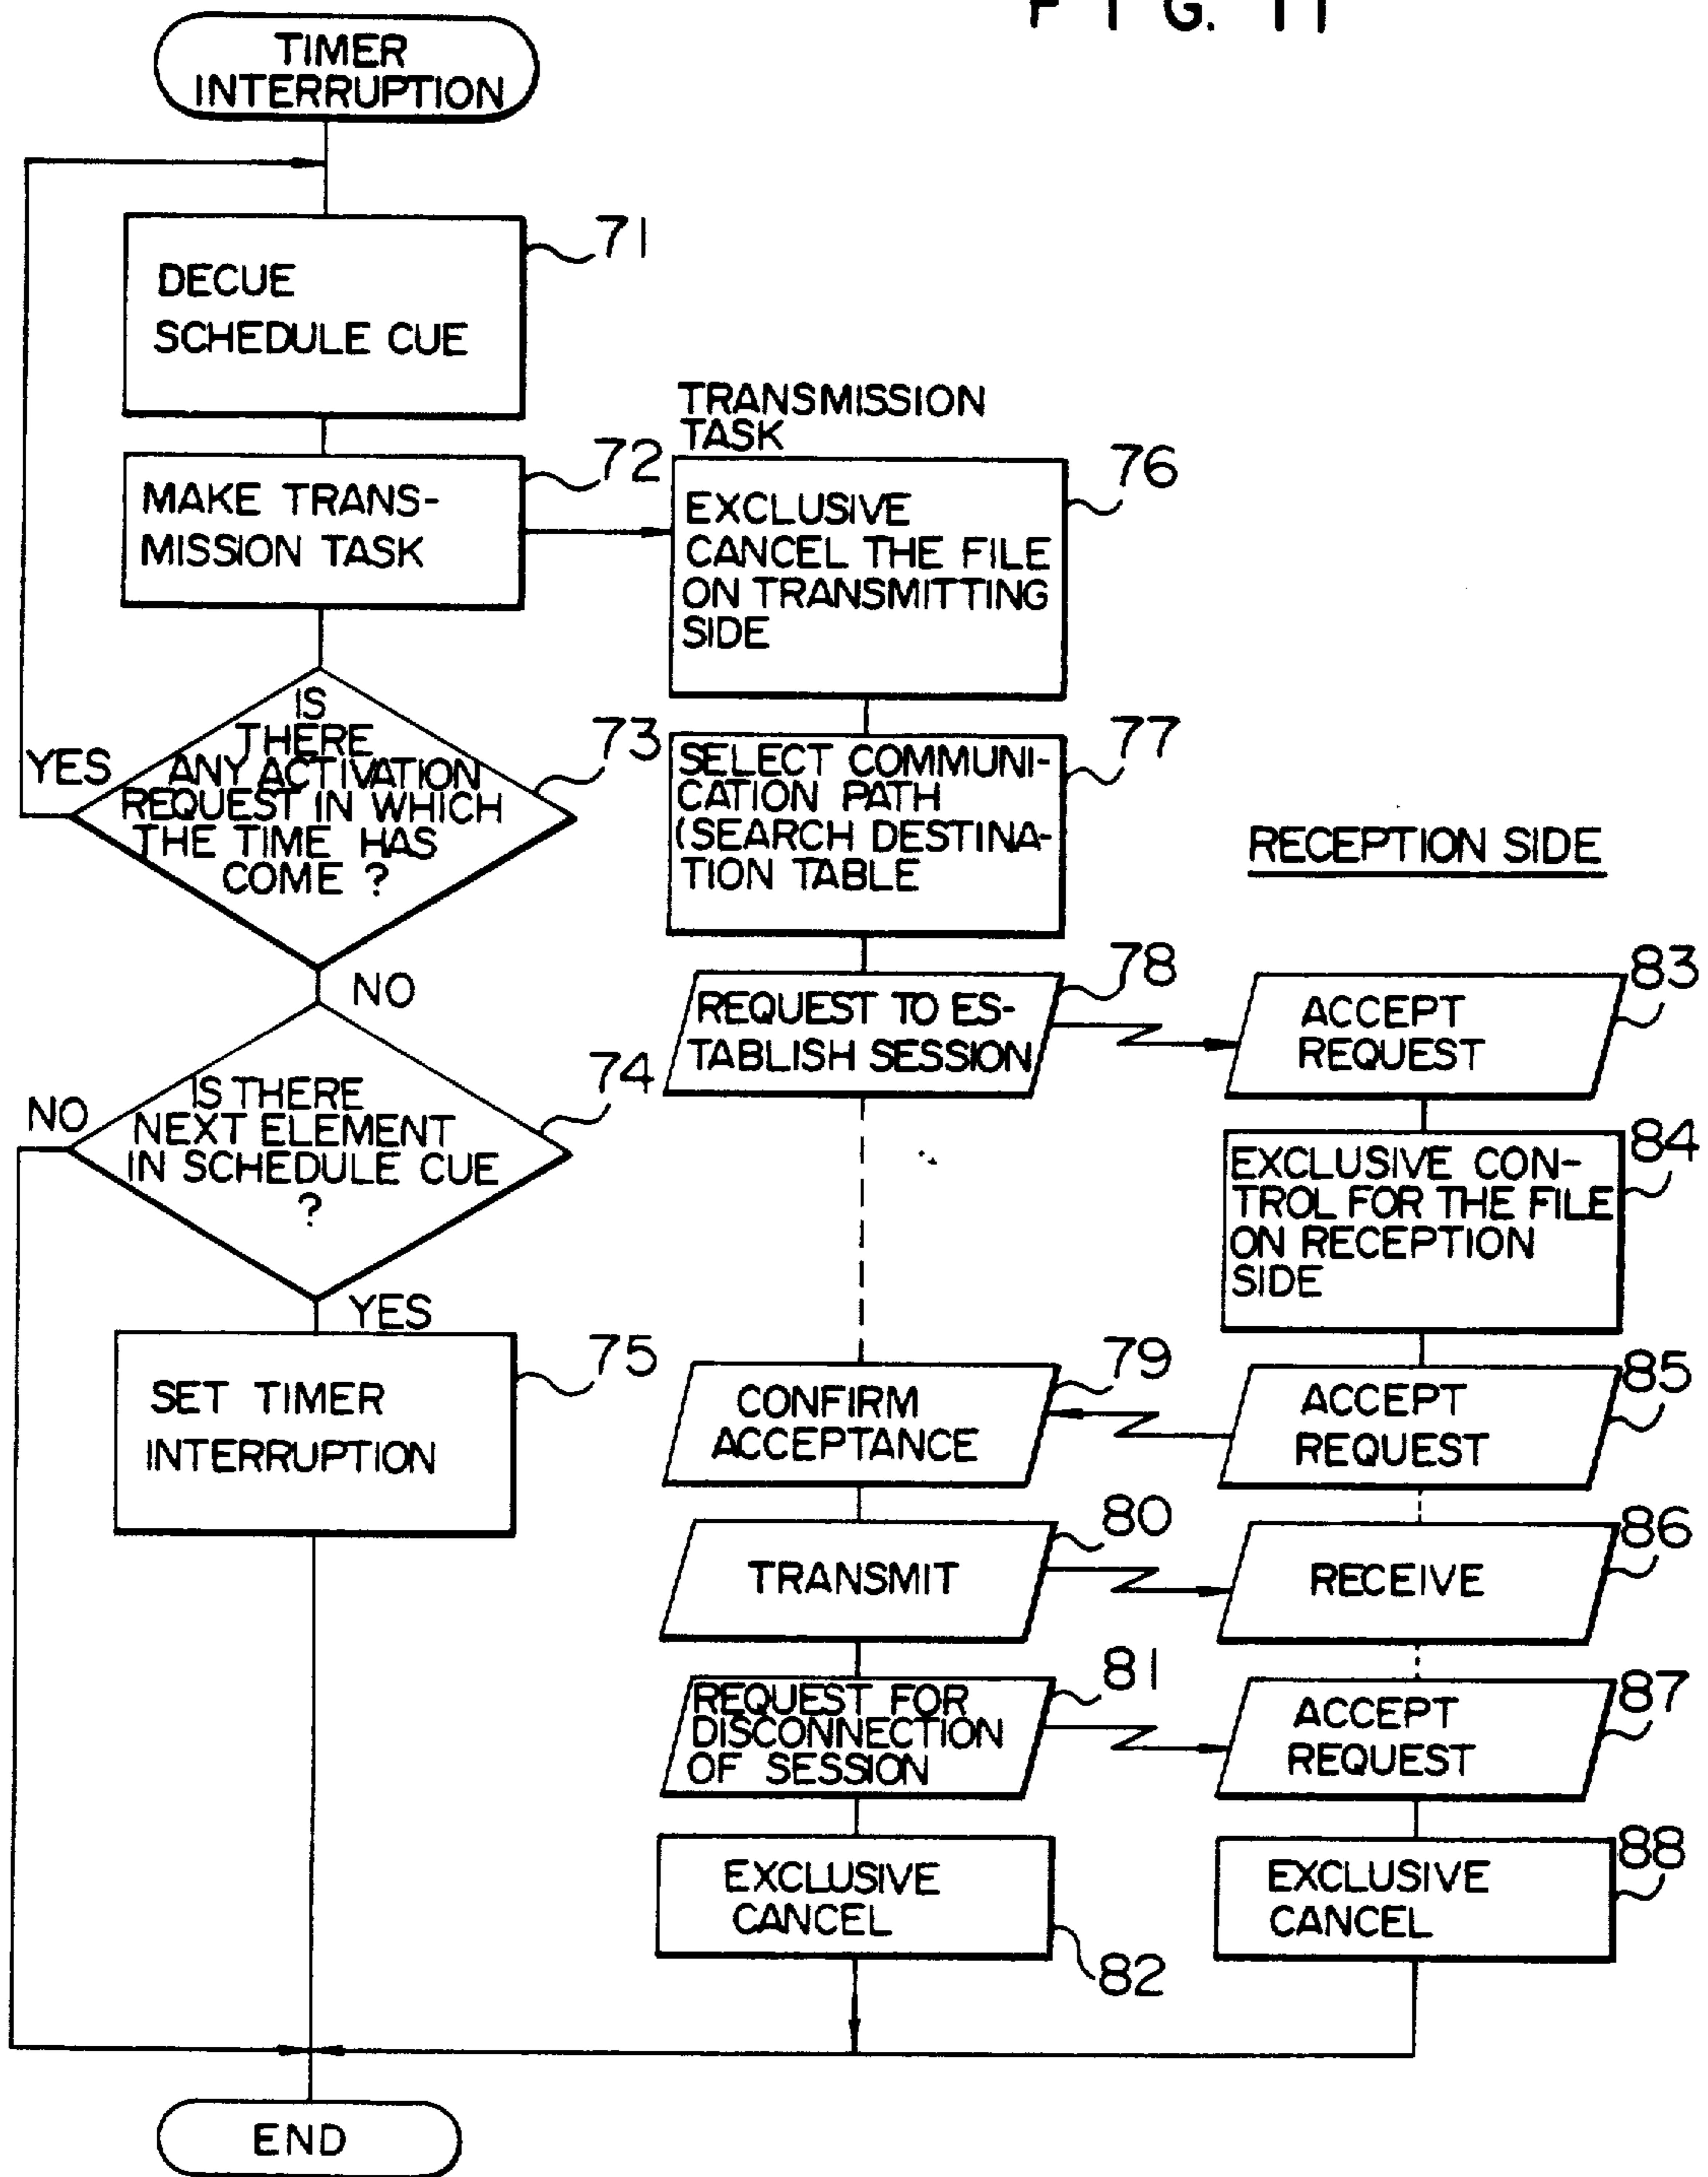 FIG. 11
TIMER
INTERRUPTION
71
DECUE
SCHEDULE CUE
72
MAKE TRANS-
MISSION TASK
IS
THERE
ANY ACTIVATION
REQUEST IN WHICH
THE TIME HAS
COME ?
73
YES
NO
IS THERE
NEXT ELEMENT
IN SCHEDULE CUE
?
74
NO
YES
75
SET TIMER
INTERRUPTION
END
TRANSMISSION
TASK
76
EXCLUSIVE
CANCEL THE FILE
ON TRANSMITTING
SIDE
77
SELECT COMMUNI-
CATION PATH
(SEARCH DESTINA-
TION TABLE
78
REQUEST TO ES-
TABLISH SESSION
79
CONFIRM
ACCEPTANCE
80
TRANSMIT
81
REQUEST FOR
DISCONNECTION
OF SESSION
EXCLUSIVE
CANCEL
82
RECEPTION SIDE
83
ACCEPT
REQUEST
84
EXCLUSIVE CON-
TROL FOR THE FILE
ON RECEPTION
SIDE
85
ACCEPT
REQUEST
86
RECEIVE
87
ACCEPT
REQUEST
88
EXCLUSIVE
CANCEL